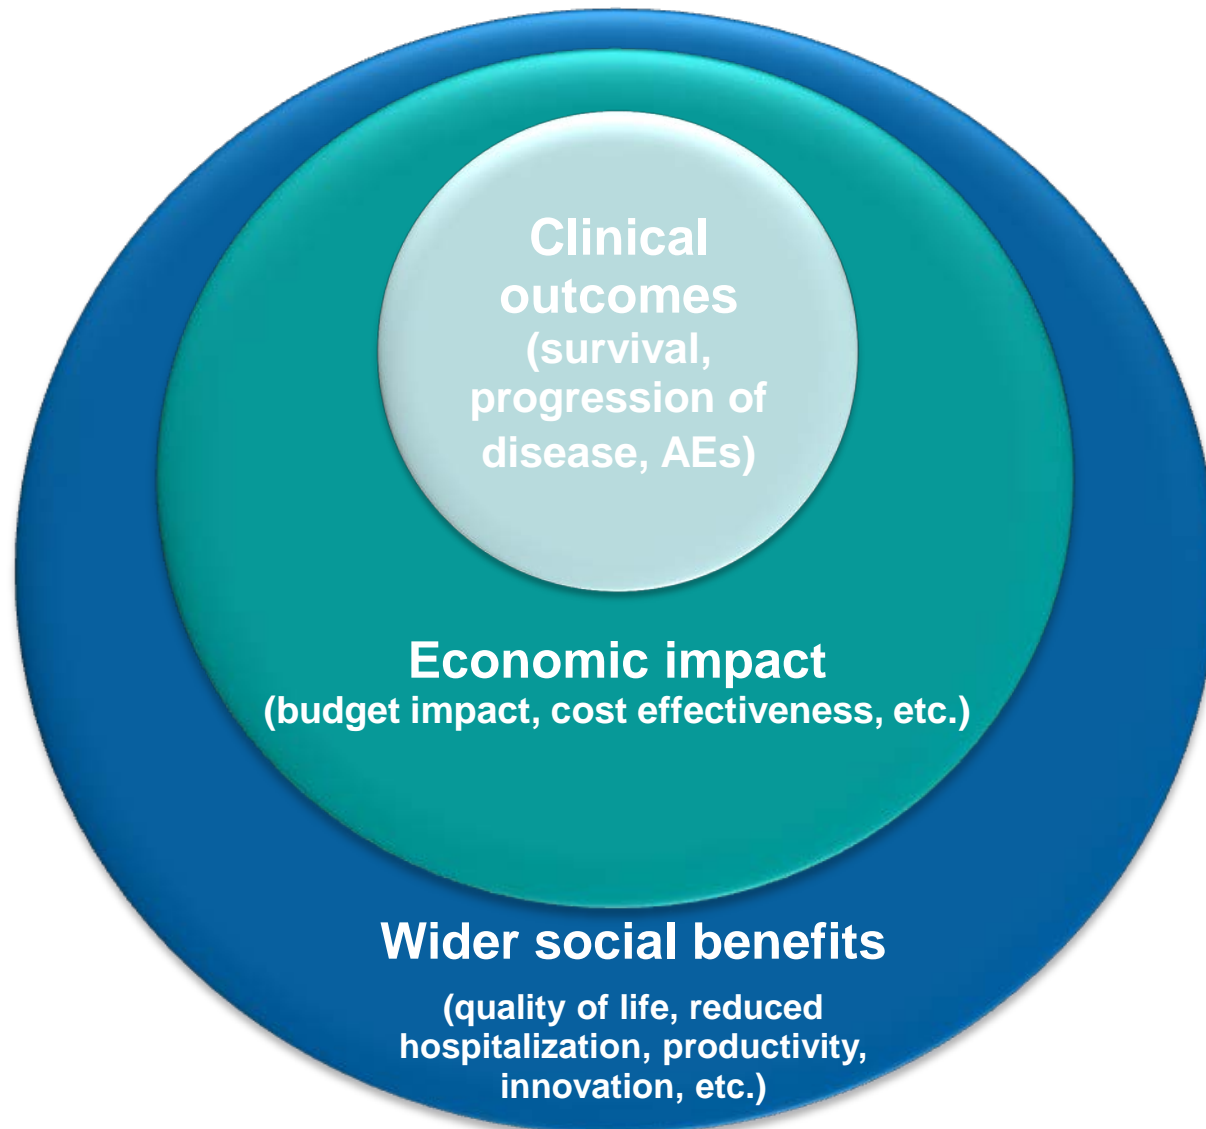 Clinical
outcomes
(survival,
progression of
disease, AEs)
Economic impact
(budget impact, cost effectiveness, etc.)
Wider social benefits
(quality of life, reduced
hospitalization, productivity,
innovation, etc.)